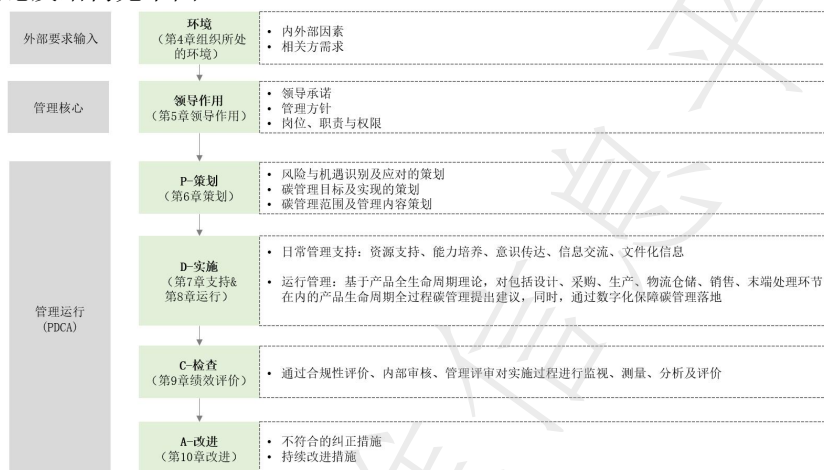 外部要求输入
环境
（第4章组织所处
的环境）
• 内外部因素
• 相关方需求
管理核心
领导作用
（第5章领导作用）
• 领导承诺
• 管理方针
• 岗位、职责与权限
管理运行
(PDCA)
P-策划
（第6章策划）
• 风险与机遇识别及应对的策划
• 碳管理目标及实现的策划
• 碳管理范围及管理内容策划
D-实施
（第7章支持&
第8章运行）
• 日常管理支持：资源支持、能力培养、意识传达、信息交流、文件化信息
• 运行管理：基于产品全生命周期理论，对包括设计、采购、生产、物流仓储、销售、末端处理环节
在内的产品生命周期全过程碳管理提出建议，同时，通过数字化保障碳管理落地
C-检查
（第9章绩效评价）
• 通过合规性评价、内部审核、管理评审对实施过程进行监视、测量、分析及评价
A-改进
（第10章改进）
• 不符合的纠正措施
• 持续改进措施